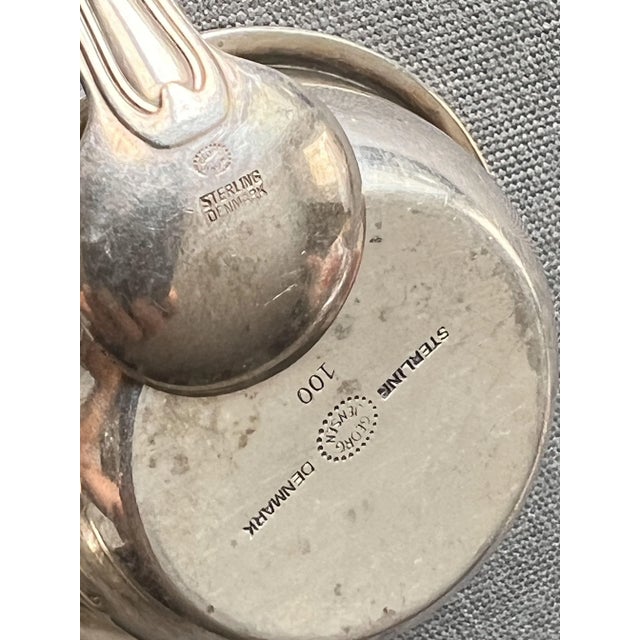 STERLING
DENMARK
STERLING
GEORG
JENSEN
DENMARK
100